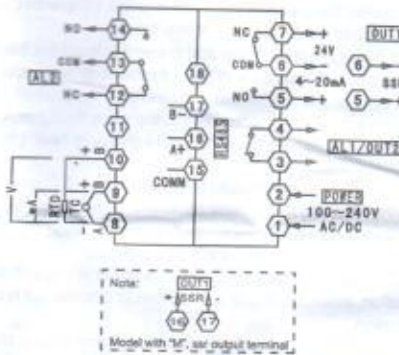 NO 14
COM 13
AL2
NC 12
11
10 + B
9 + B
8 - A
V
mA
RTD
TC
18
B- 17
A+ 16
COMM 15
RS485
NC 7 +
24V
COM 6 -
4~20mA
NO 5 +
OUT1
6 +
SSR
5
4
AL1/OUT2
3
2 POWER
100~240V
1 AC/DC
Note:
OUT1
+ SSR -
16 17
Model with "M", ssr output terminal